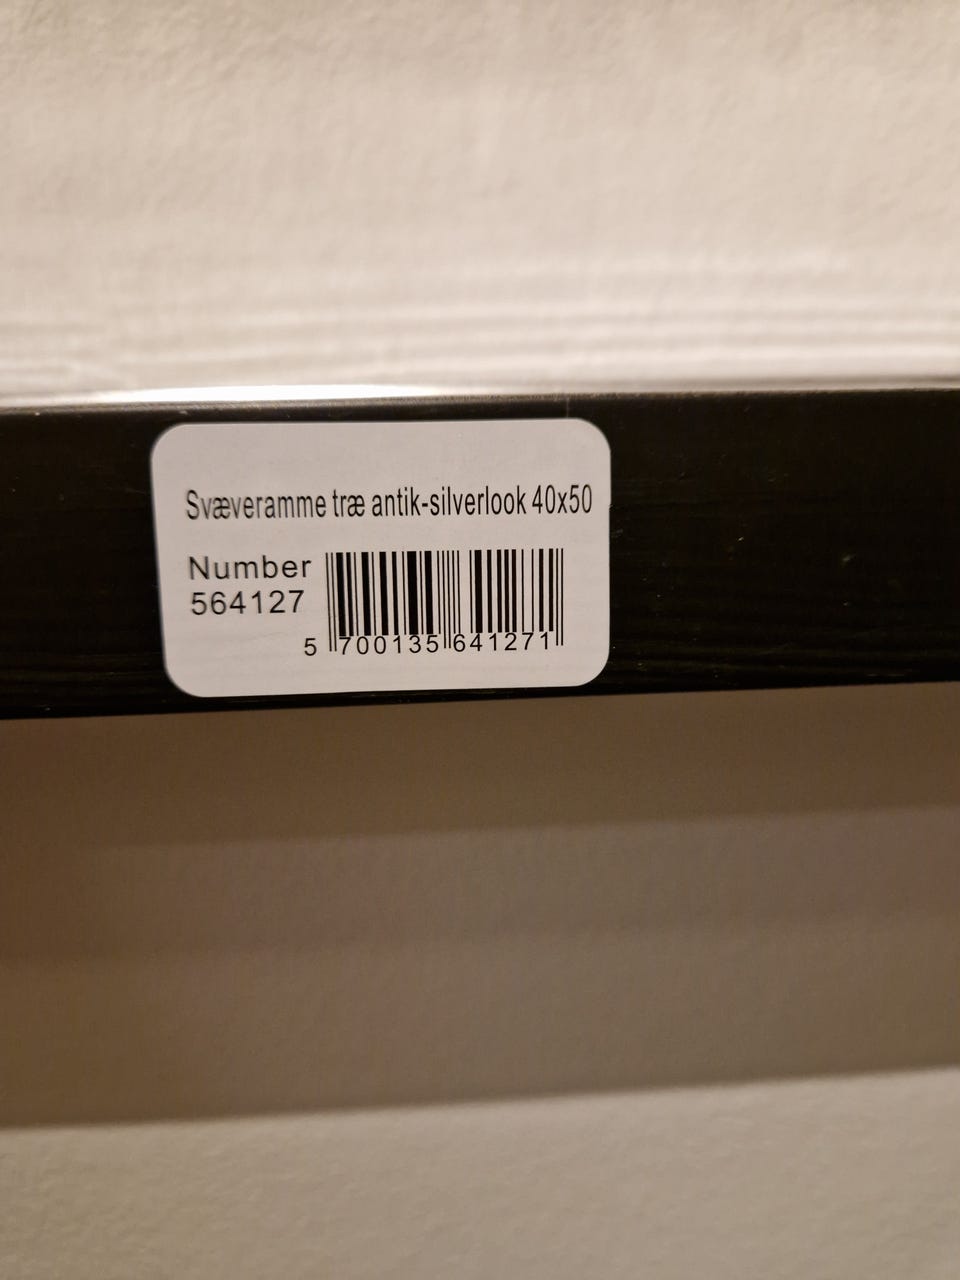 Svæveramme træ antik-silverlook 40x50
Number
564127
5 700135 641271